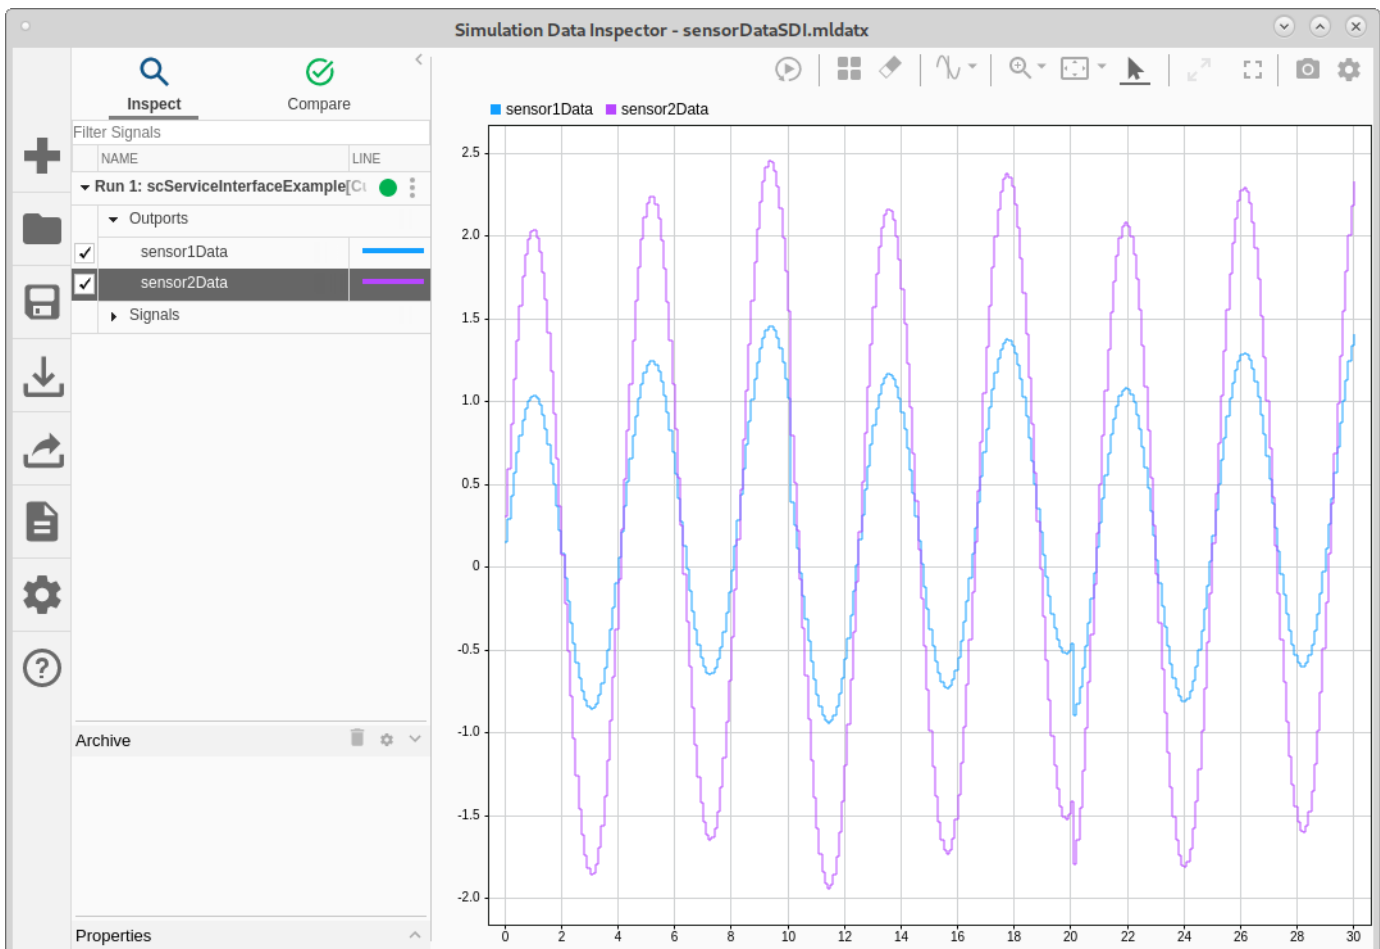 Simulation Data Inspector - sensorDataSDI.mldatx
Inspect
Compare
Filter Signals
NAME LINE
Run 1: scServiceInterfaceExample[
Outports
sensor1Data
sensor2Data
Signals
Archive
Properties
sensor1Data sensor2Data
2.5
2.0
1.5
1.0
0.5
0
-0.5
-1.0
-1.5
-2.0
0 2 4 6 8 10 12 14 16 18 20 22 24 26 28 30